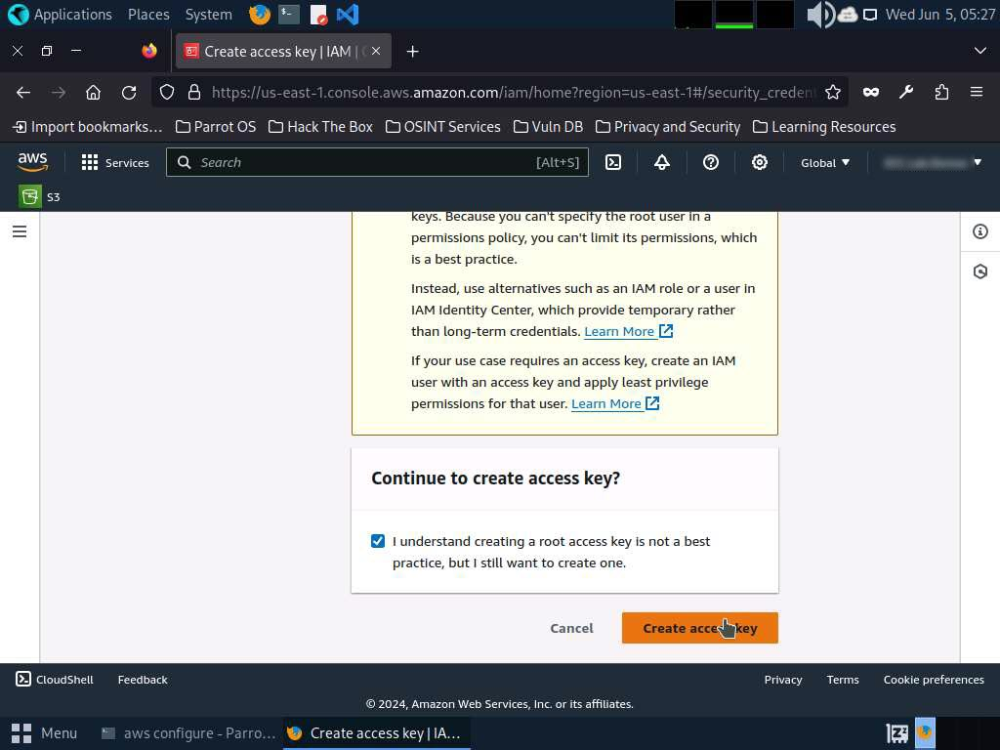 Applications Places System Wed Jun 5, 05:27
Create access key | IAM |
https://us-east-1.console.aws.amazon.com/iam/home?region=us-east-1#/security_creden
Import bookmarks... Parrot OS Hack The Box OSINT Services Vuln DB Privacy and Security Learning Resources
aws Services Search [Alt+S] Global
S3
keys. Because you can't specify the root user in a
permissions policy, you can't limit its permissions, which
is a best practice.
Instead, use alternatives such as an IAM role or a user in
IAM Identity Center, which provide temporary rather
than long-term credentials. Learn More
If your use case requires an access key, create an IAM
user with an access key and apply least privilege
permissions for that user. Learn More
Continue to create access key?
I understand creating a root access key is not a best
practice, but I still want to create one.
Cancel Create access key
CloudShell Feedback Privacy Terms Cookie preferences
© 2024, Amazon Web Services, Inc. or its affiliates.
Menu aws configure - Parro... Create access key | IA...